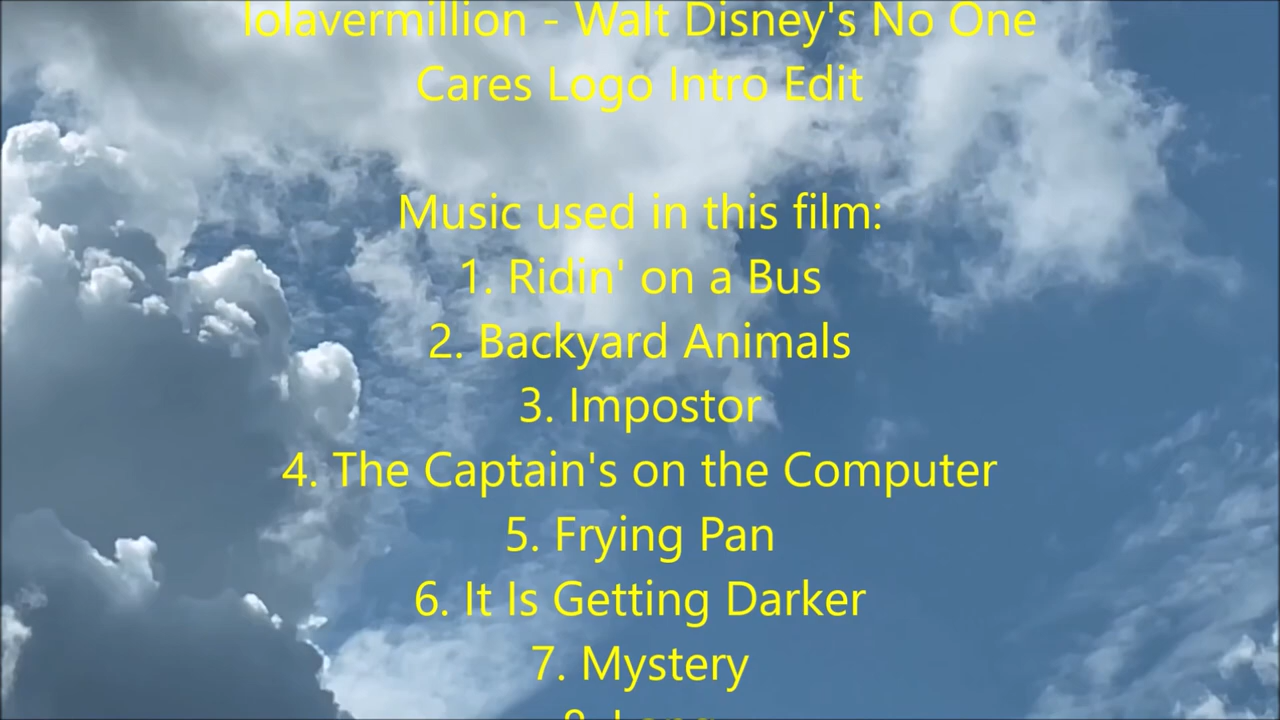 lolavermillion - Walt Disney's No One
Cares Logo Intro Edit
Music used in this film:
1. Ridin' on a Bus
2. Backyard Animals
3. Impostor
4. The Captain's on the Computer
5. Frying Pan
6. It Is Getting Darker
7. Mystery